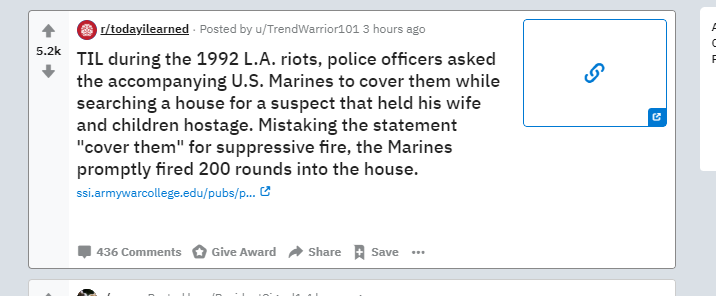 r/todayilearned · Posted by u/TrendWarrior101 3 hours ago
5.2k
TIL during the 1992 L.A. riots, police officers asked
the accompanying U.S. Marines to cover them while
searching a house for a suspect that held his wife
and children hostage. Mistaking the statement
"cover them" for suppressive fire, the Marines
promptly fired 200 rounds into the house.
ssi.armywarcollege.edu/pubs/p...
436 Comments Give Award Share Save